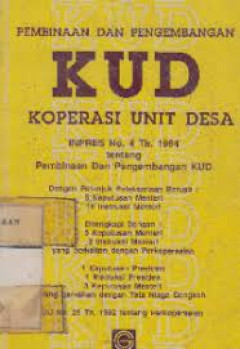 PEMBINAAN DAN PENGEMBANGAN
KUD
KOPERASI UNIT DESA
INPRES No. 4 Th. 1984
tentang
Pembinaan Dan Pengembangan KUD
Dengan Petunjuk Pelaksanaan Berupa :
5 Keputusan Menteri
Instruksi Menteri
Dilengkapi Dengan :
5 Keputusan Menteri
Instruksi Menteri
yang berkaitan dengan Perkoperasian
1 Keputusan Presiden
1 Instruksi Presiden
3 Keputusan Menteri
yang berkaitan dengan Tata Niaga Cengkeh
UU No. 25 Th. 1992 tentang Perkoperasian